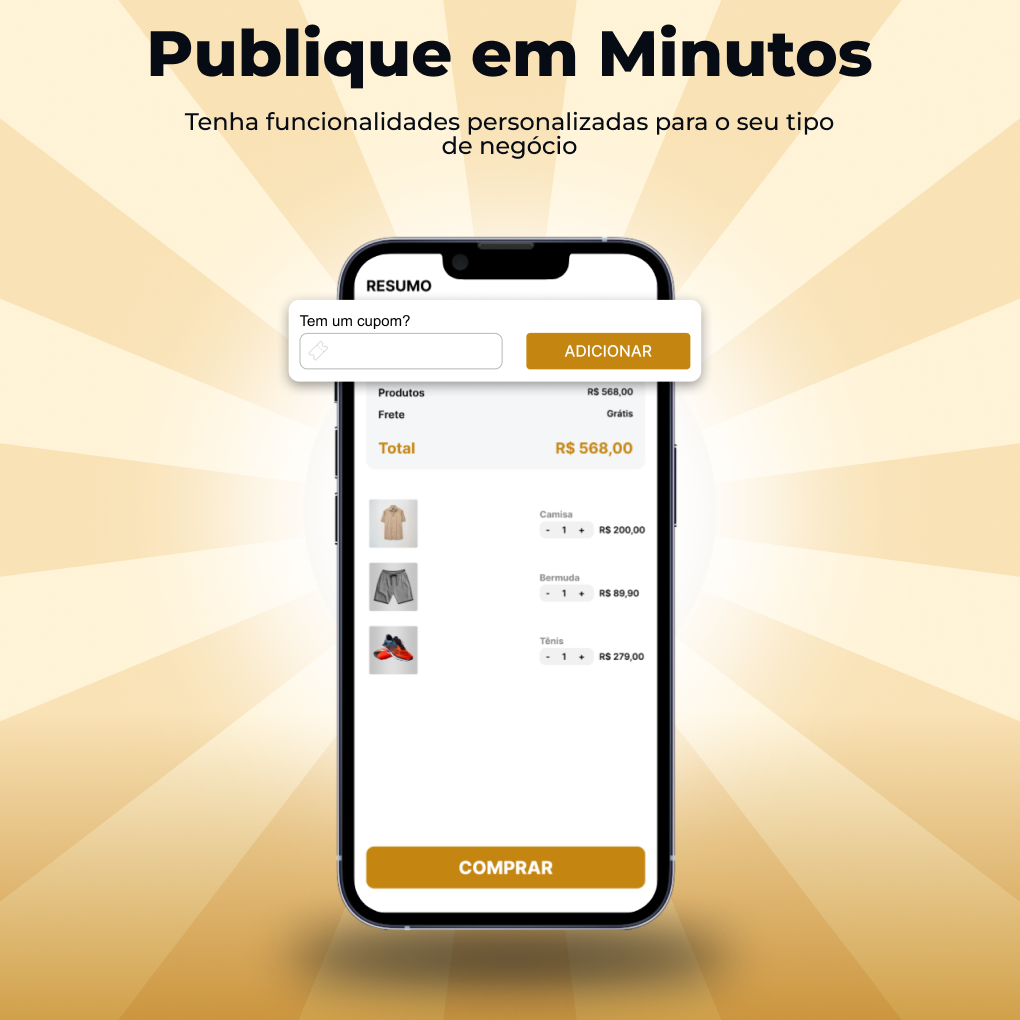 Publique em Minutos
Tenha funcionalidades personalizadas para o seu tipo
de negócio
RESUMO
Tem um cupom?
ADICIONAR
Produtos R$ 568,00
Frete Grátis
Total R$ 568,00
Camisa
- 1 + R$ 200,00
Bermuda
- 1 + R$ 89,90
Tênis
- 1 + R$ 279,00
COMPRAR